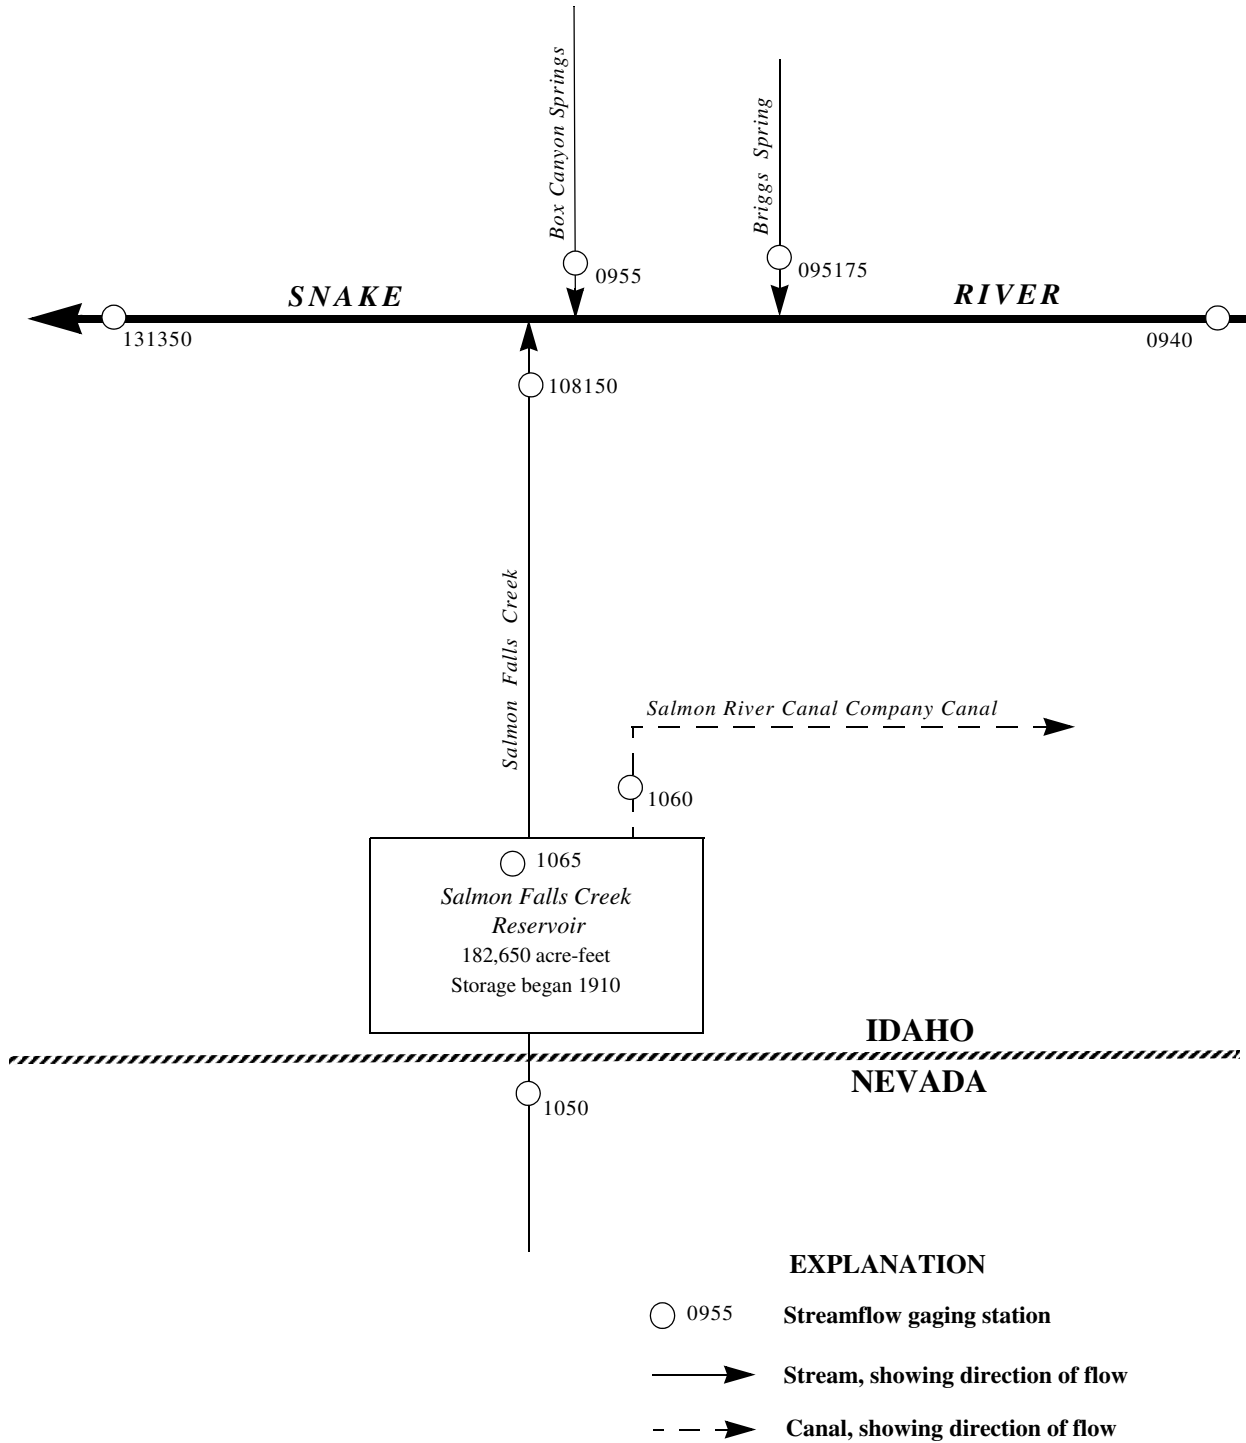 Box Canyon Springs
Briggs Spring
0955
095175
SNAKE
RIVER
131350
0940
108150
Salmon Falls Creek
Salmon River Canal Company Canal
1060
1065
Salmon Falls Creek
Reservoir
182,650 acre-feet
Storage began 1910
IDAHO
NEVADA
1050
EXPLANATION
0955 Streamflow gaging station
Stream, showing direction of flow
Canal, showing direction of flow